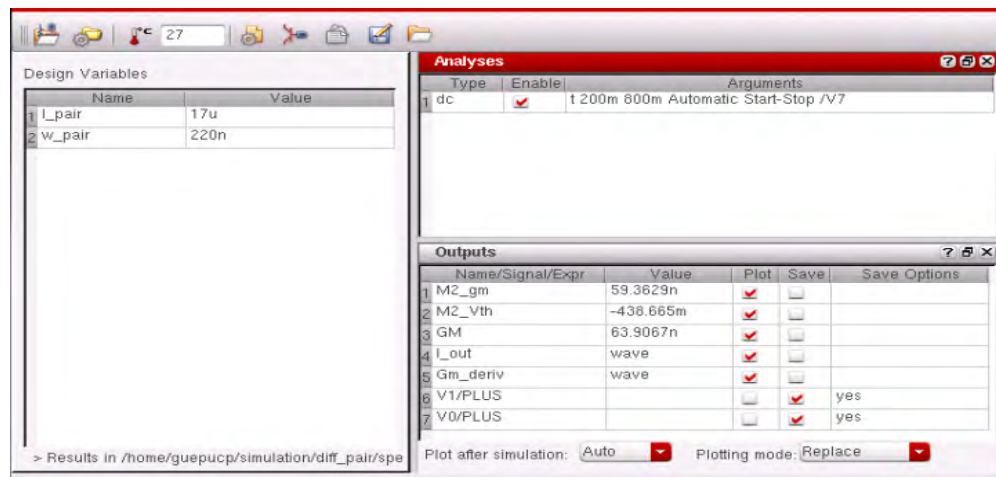 °C 27
Design Variables
Name Value
1 l_pair 17u
2 w_pair 220n
> Results in /home/guepucp/simulation/diff_pair/spe
Analyses
Type Enable Arguments
1 dc t 200m 800m Automatic Start-Stop /V7
Outputs
Name/Signal/Expr Value Plot Save Save Options
1 M2_gm 59.3629n
2 M2_Vth -438.665m
3 GM 63.9067n
4 I_out wave
5 Gm_deriv wave
6 V1/PLUS yes
7 V0/PLUS yes
Plot after simulation: Auto Plotting mode: Replace